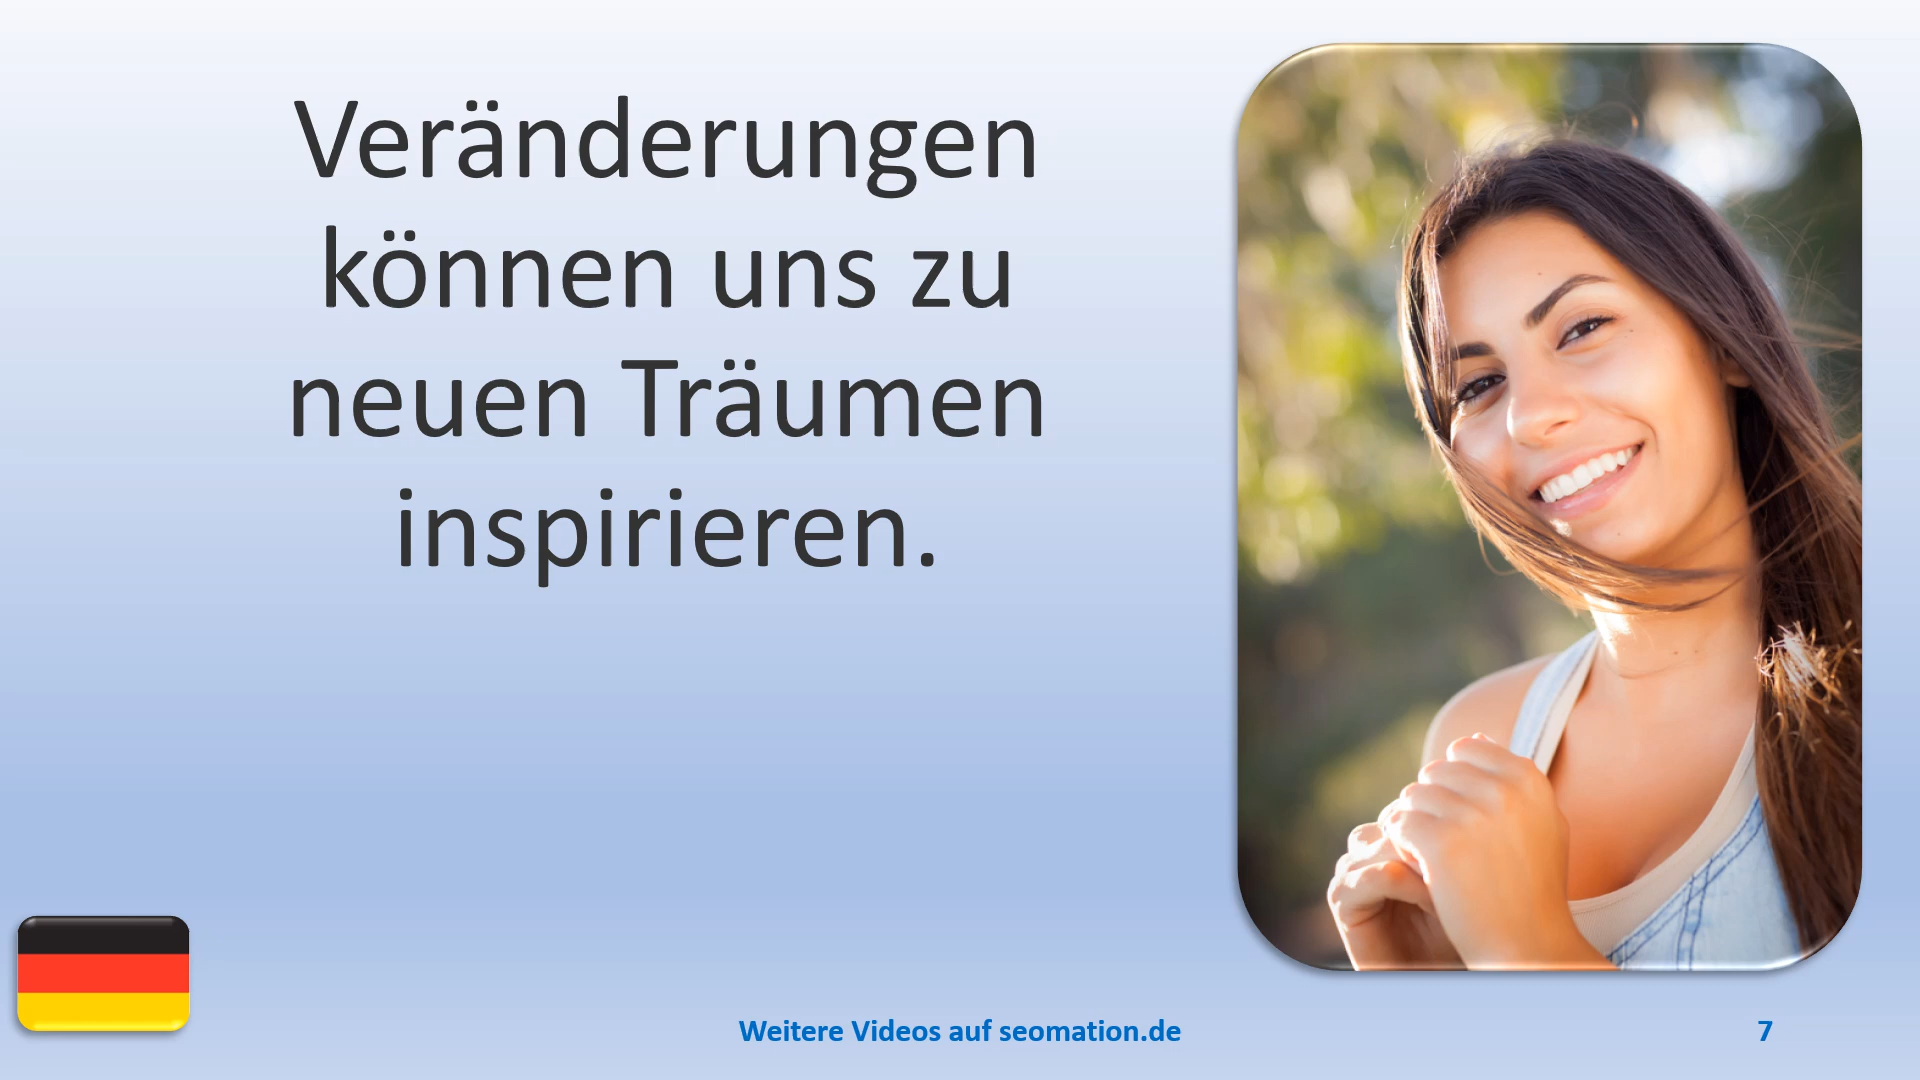 Veränderungen
können uns zu
neuen Träumen
inspirieren.
Weitere Videos auf seomation.de
7